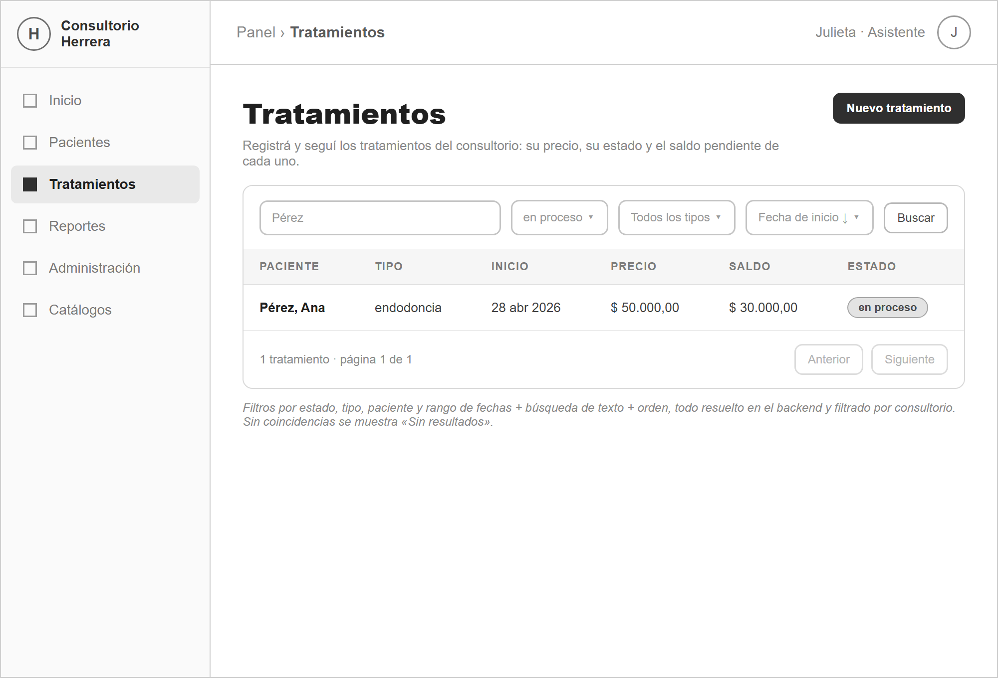 H
Consultorio
Herrera
Panel › Tratamientos
Julieta · Asistente
J
Inicio
Pacientes
Tratamientos
Reportes
Administración
Catálogos
Tratamientos
Nuevo tratamiento
Registrá y seguí los tratamientos del consultorio: su precio, su estado y el saldo pendiente de
cada uno.
Pérez
en proceso ▾
Todos los tipos ▾
Fecha de inicio ↓ ▾
Buscar
PACIENTE TIPO INICIO PRECIO SALDO ESTADO
Pérez, Ana endodoncia 28 abr 2026 $ 50.000,00 $ 30.000,00 en proceso
1 tratamiento · página 1 de 1
Anterior
Siguiente
Filtros por estado, tipo, paciente y rango de fechas + búsqueda de texto + orden, todo resuelto en el backend y filtrado por consultorio.
Sin coincidencias se muestra «Sin resultados».